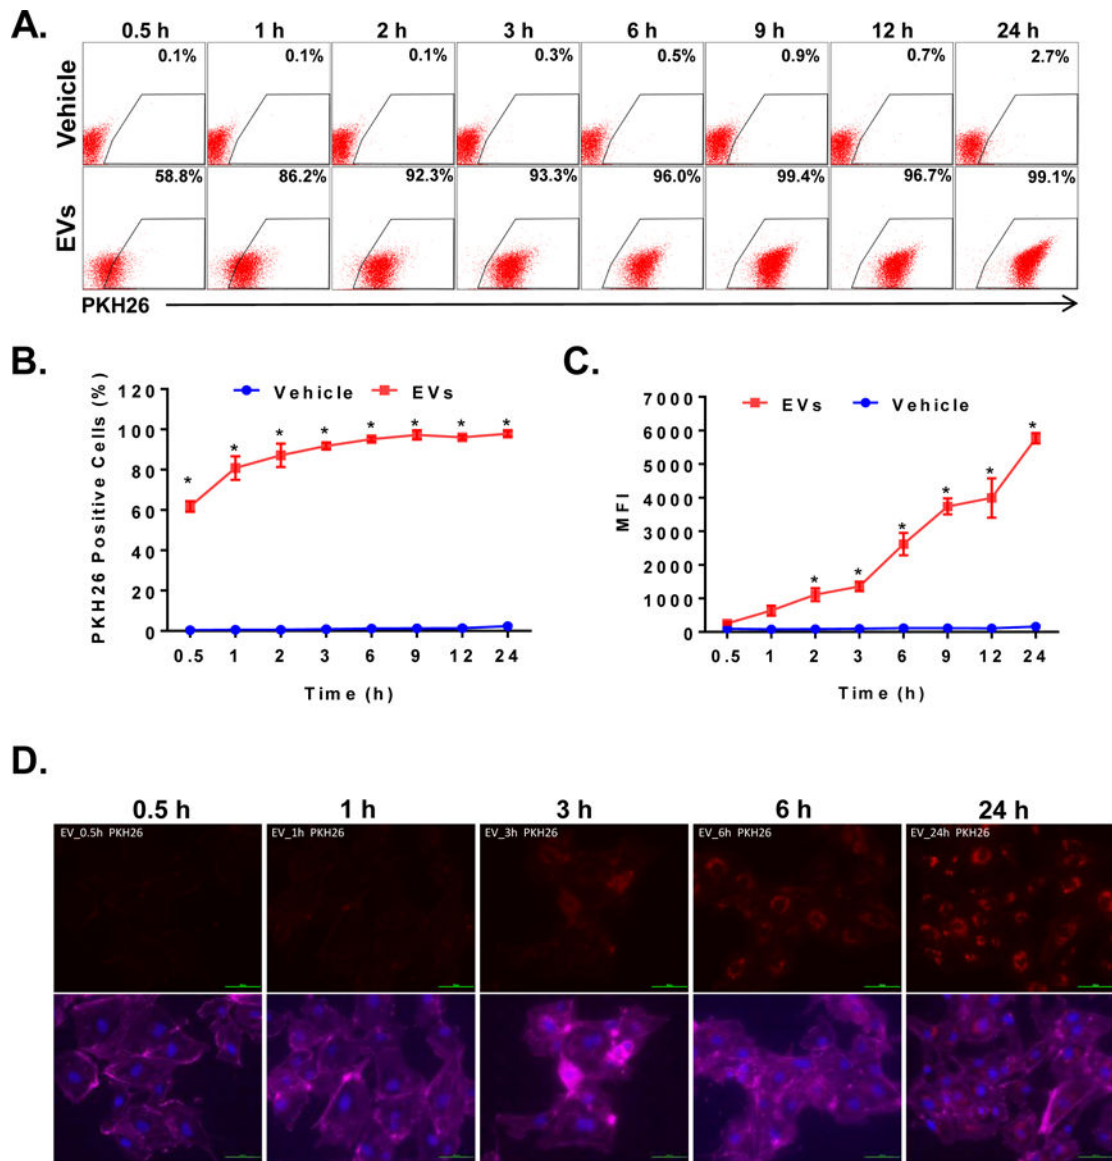 A.
0.5 h 1 h 2 h 3 h 6 h 9 h 12 h 24 h
Vehicle
0.1% 0.1% 0.1% 0.3% 0.5% 0.9% 0.7% 2.7%
EVs
58.8% 86.2% 92.3% 93.3% 96.0% 99.4% 96.7% 99.1%
PKH26
B.
Vehicle EVs
PKH26 Positive Cells (%)
120
100
80
60
40
20
0
* * * * * * * *
0.5 1 2 3 6 9 12 24
Time (h)
C.
EVs Vehicle
MFI
7000
6000
5000
4000
3000
2000
1000
0
* * * * * *
0.5 1 2 3 6 9 12 24
Time (h)
D.
0.5 h 1 h 3 h 6 h 24 h
EV_0.5h PKH26 EV_1h PKH26 EV_3h PKH26 EV_6h PKH26 EV_24h PKH26